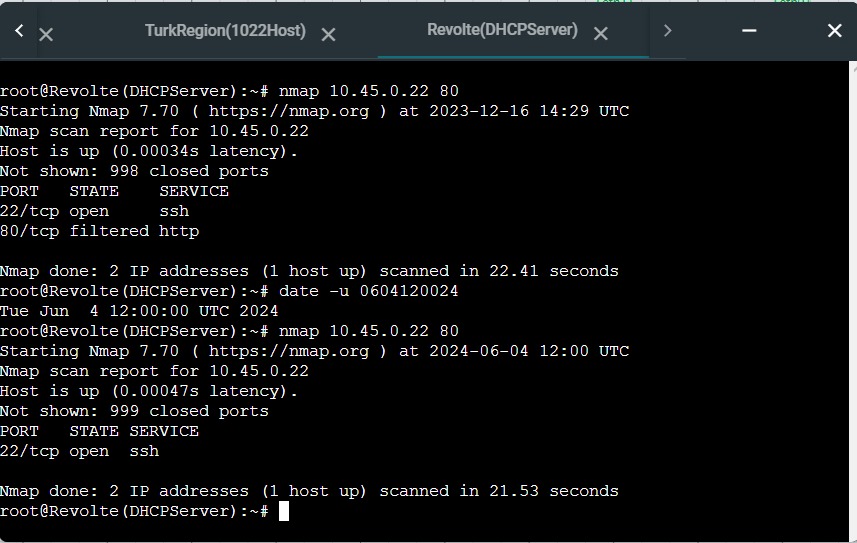 TurkRegion(1022Host)
Revolte(DHCPServer)
root@Revolte(DHCPServer):~# nmap 10.45.0.22 80
Starting Nmap 7.70 ( https://nmap.org ) at 2023-12-16 14:29 UTC
Nmap scan report for 10.45.0.22
Host is up (0.00034s latency).
Not shown: 998 closed ports
PORT   STATE    SERVICE
22/tcp open     ssh
80/tcp filtered http
Nmap done: 2 IP addresses (1 host up) scanned in 22.41 seconds
root@Revolte(DHCPServer):~# date -u 0604120024
Tue Jun  4 12:00:00 UTC 2024
root@Revolte(DHCPServer):~# nmap 10.45.0.22 80
Starting Nmap 7.70 ( https://nmap.org ) at 2024-06-04 12:00 UTC
Nmap scan report for 10.45.0.22
Host is up (0.00047s latency).
Not shown: 999 closed ports
PORT   STATE SERVICE
22/tcp open  ssh
Nmap done: 2 IP addresses (1 host up) scanned in 21.53 seconds
root@Revolte(DHCPServer):~#